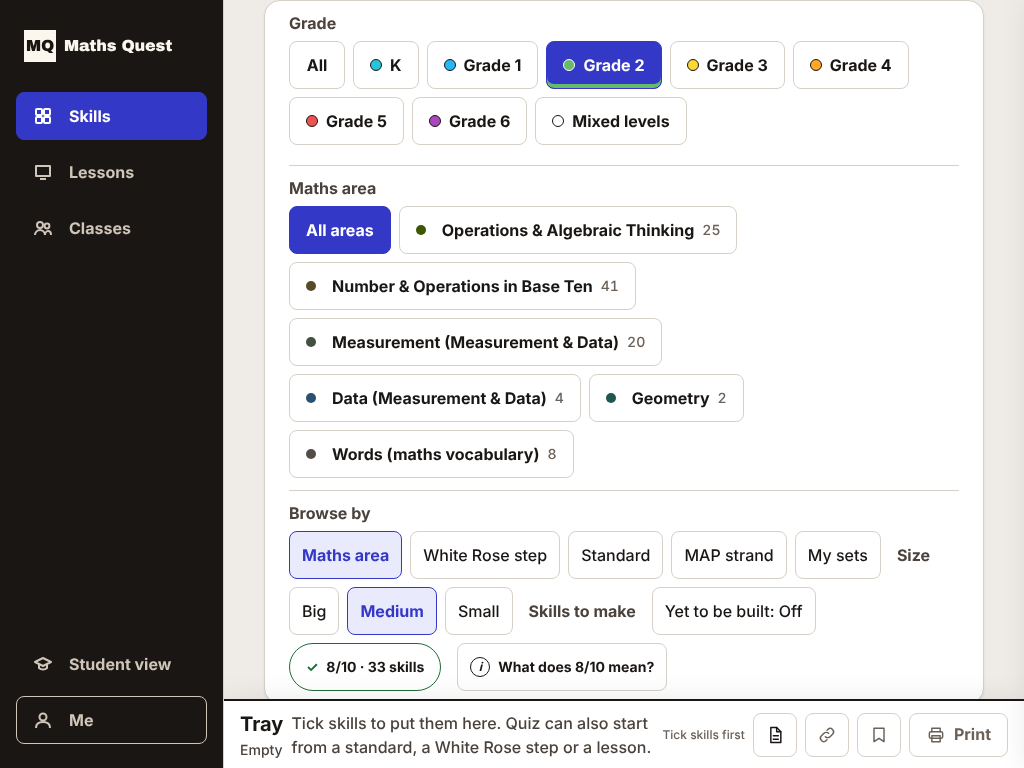 MQ Maths Quest
Skills
Lessons
Classes
Student view
Me
Grade
All K Grade 1 Grade 2 Grade 3 Grade 4
Grade 5 Grade 6 Mixed levels
Maths area
All areas Operations & Algebraic Thinking 25
Number & Operations in Base Ten 41
Measurement (Measurement & Data) 20
Data (Measurement & Data) 4 Geometry 2
Words (maths vocabulary) 8
Browse by
Maths area White Rose step Standard MAP strand My sets Size
Big Medium Small Skills to make Yet to be built: Off
✓ 8/10 · 33 skills i What does 8/10 mean?
Tray Tick skills to put them here. Quiz can also start
Empty from a standard, a White Rose step or a lesson.
Tick skills first Print